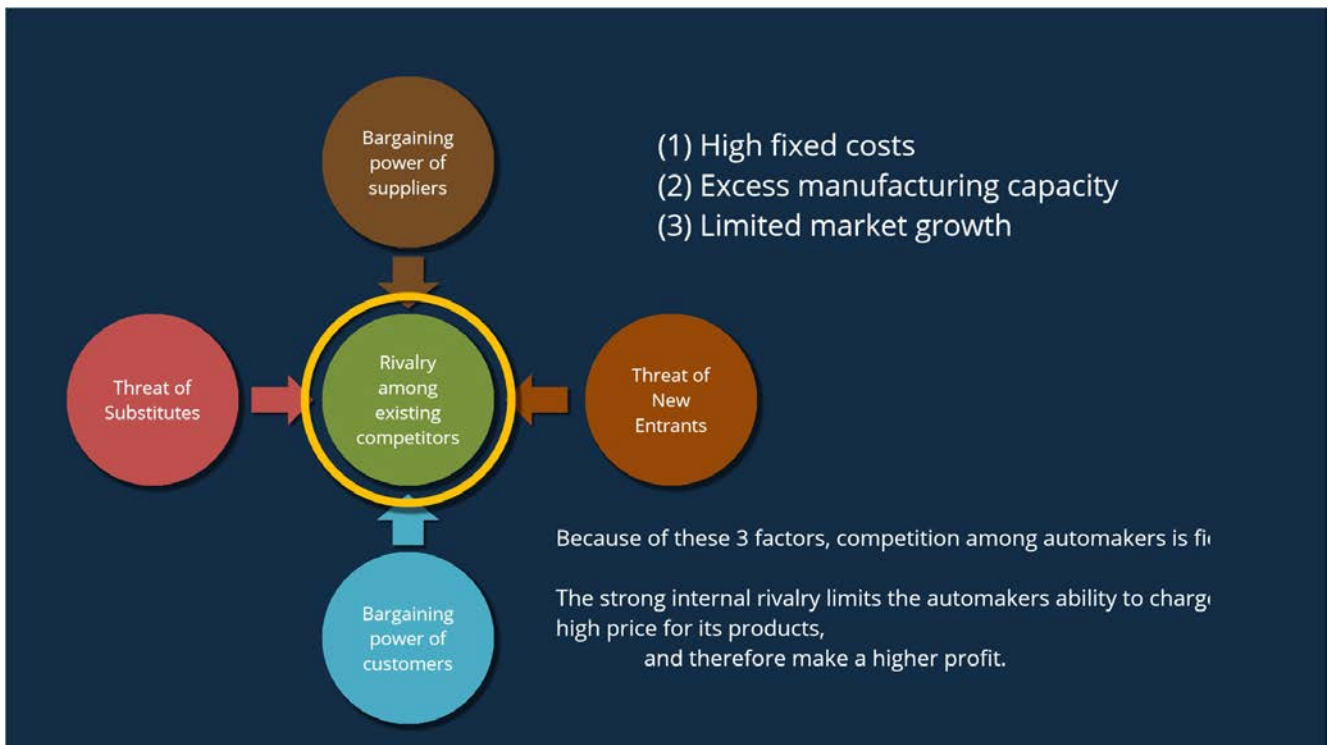 Bargaining
power of
suppliers
(1) High fixed costs
(2) Excess manufacturing capacity
(3) Limited market growth
Threat of
Substitutes
Rivalry
among
existing
competitors
Threat of
New
Entrants
Bargaining
power of
customers
Because of these 3 factors, competition among automakers is
The strong internal rivalry limits the automakers ability to charge
high price for its products,
and therefore make a higher profit.